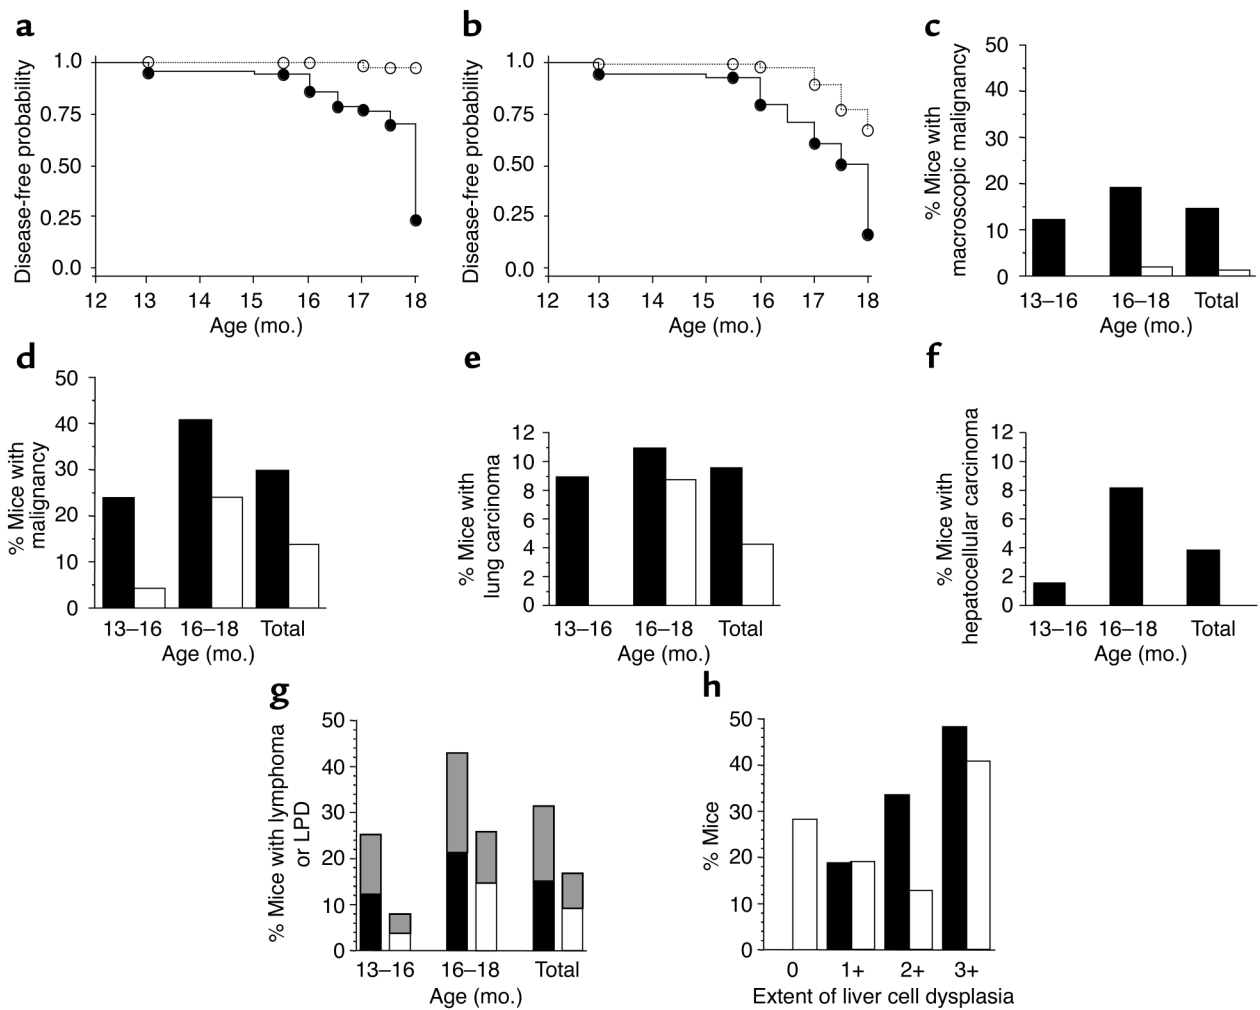 a
Disease-free probability
1.0
0.75
0.50
0.25
0.0
12 13 14 15 16 17 18
Age (mo.)
b
Disease-free probability
1.0
0.75
0.50
0.25
0.0
12 13 14 15 16 17 18
Age (mo.)
c
% Mice with
macroscopic malignancy
50
40
30
20
10
0
13–16 16–18 Total
Age (mo.)
d
% Mice with
malignancy
50
40
30
20
10
0
13–16 16–18 Total
Age (mo.)
e
% Mice with
lung carcinoma
12
10
8
6
4
2
0
13–16 16–18 Total
Age (mo.)
f
% Mice with
hepatocellular carcinoma
12
10
8
6
4
2
0
13–16 16–18 Total
Age (mo.)
g
% Mice with lymphoma
or LPD
50
40
30
20
10
0
13–16 16–18 Total
Age (mo.)
h
% Mice
50
40
30
20
10
0
0 1+ 2+ 3+
Extent of liver cell dysplasia